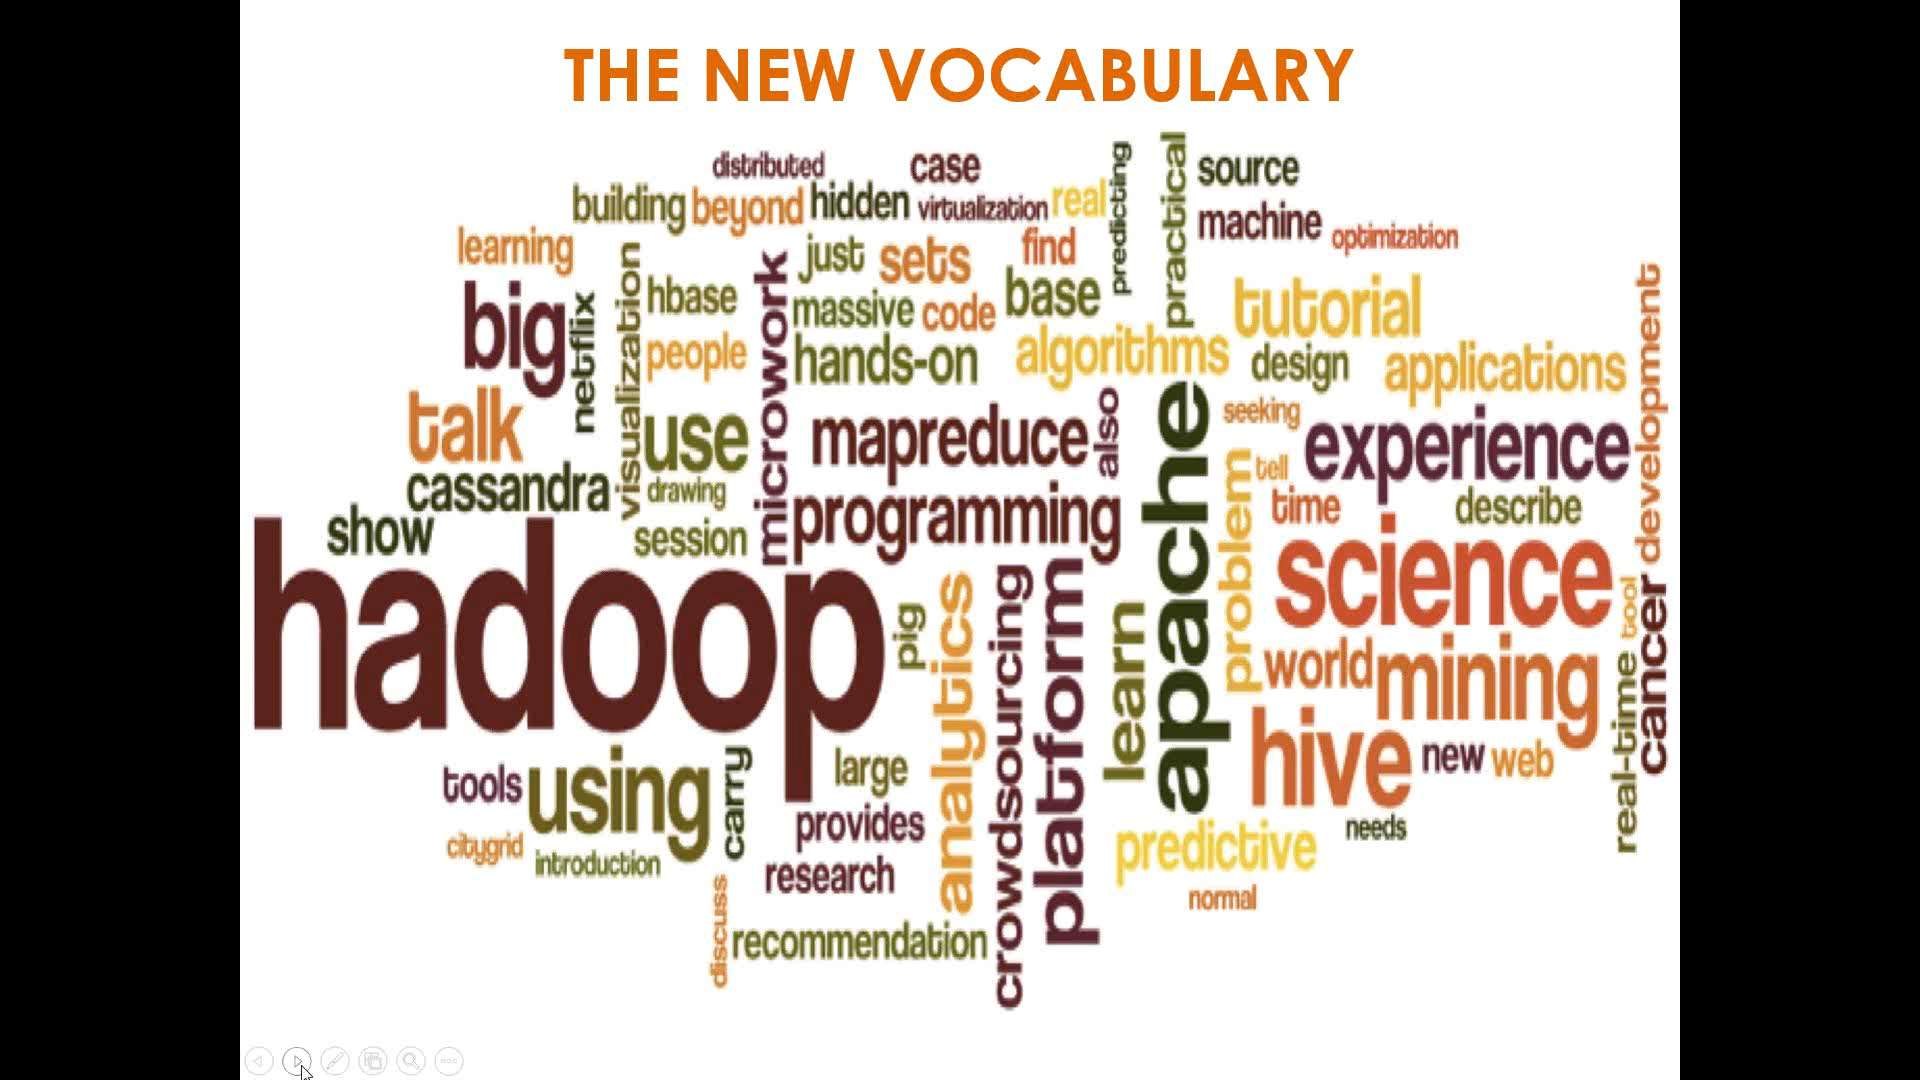 THE NEW VOCABULARY
distributed
case
predicting
practical
source
building
beyond
hidden
virtualization
real
machine
optimization
learning
visualization
microwork
just
sets
find
big
netflix
hbase
massive
code
base
tutorial
development
people
hands-on
algorithms
design
applications
talk
use
mapreduce
also
apache
seeking
experience
cassandra
drawing
programming
problem
tell
time
describe
show
session
science
hadoop
pig
analytics
crowdsourcing
platform
learn
world
mining
tool
cancer
real-time
tools
using
carry
large
hive
new
web
provides
predictive
needs
citygrid
introduction
research
normal
discuss
recommendation